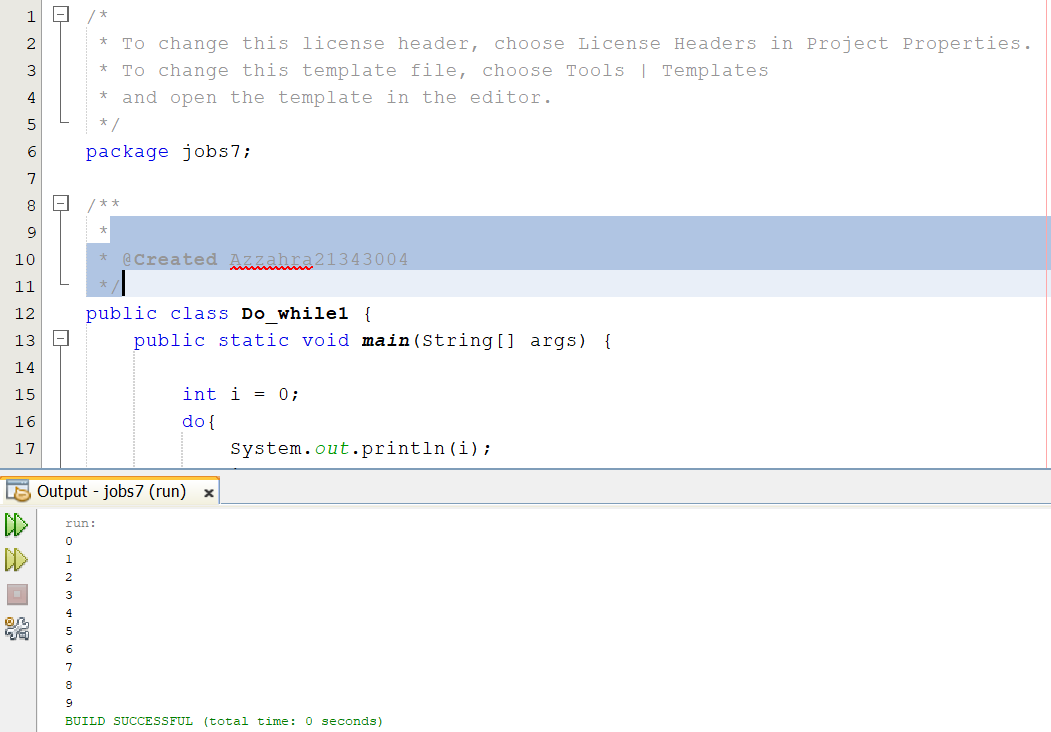 1 /*
2 * To change this license header, choose License Headers in Project Properties.
3 * To change this template file, choose Tools | Templates
4 * and open the template in the editor.
5 */
6 package jobs7;
7
8 /**
9 *
10 * @Created Azzahra21343004
11 */
12 public class Do_while1 {
13 public static void main(String[] args) {
14
15 int i = 0;
16 do{
17 System.out.println(i);
Output - jobs7 (run) x
run:
0
1
2
3
4
5
6
7
8
9
BUILD SUCCESSFUL (total time: 0 seconds)